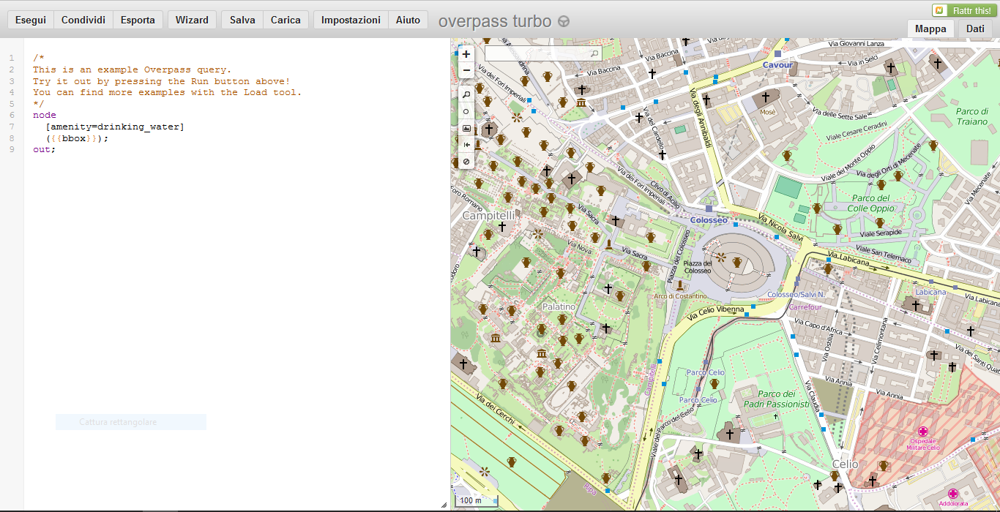 Esegui Condividi Esporta Wizard Salva Carica Impostazioni Aiuto overpass turbo Flattr this!
Mappa Dati
1 /*
2 This is an example Overpass query.
3 Try it out by pressing the Run button above!
4 You can find more examples with the Load tool.
5 */
6 node
7 [amenity=drinking_water]
8 ({{bbox}});
9 out;
Cattura rettangolare
+
−
Via Giovanni Lanza
Via Baccina
Via in Selci
Cavour
Via Baccina
Via dei Fori Imperiali
Via degli Annibaldi
Mosè
Via delle Sette Sale
Parco di
Traiano
Via del Cardello
Viale Cesare Ceradini
Viale del Monte Oppio
Via degli Orti di Mecenate
Via Mecenate
Via dei Fori Imperiali
Clivo di Acilio
Foro Romano
Campitelli
Via Sacra
Colosseo
Parco del
Colle Oppio
Via Nicola Salvi
Viale Serapide
Via Nova
Via Sacra
Piazza del Colosseo
Piazza del
Colosseo
Viale San Telemaco
Via Labicana
Arco di Costantino
Colosseo/Salvi N.
Labicana
Via Labicana
Palatino
Via Celio Vibenna
Carrefour
Via Capo d'Africa
Via Ostilia
Via Celimontana
Via dei Santi Quat
Campitelli
Parco Celio
Via Annia
Via Annia
Via Claudia
Parco Celio
Parco dei
Padri Passionisti
Via dei Cerchi
Viale del Parco del Celio
Ospedale
Militare Celio
Celio
Ripa
100 m
Addolorata